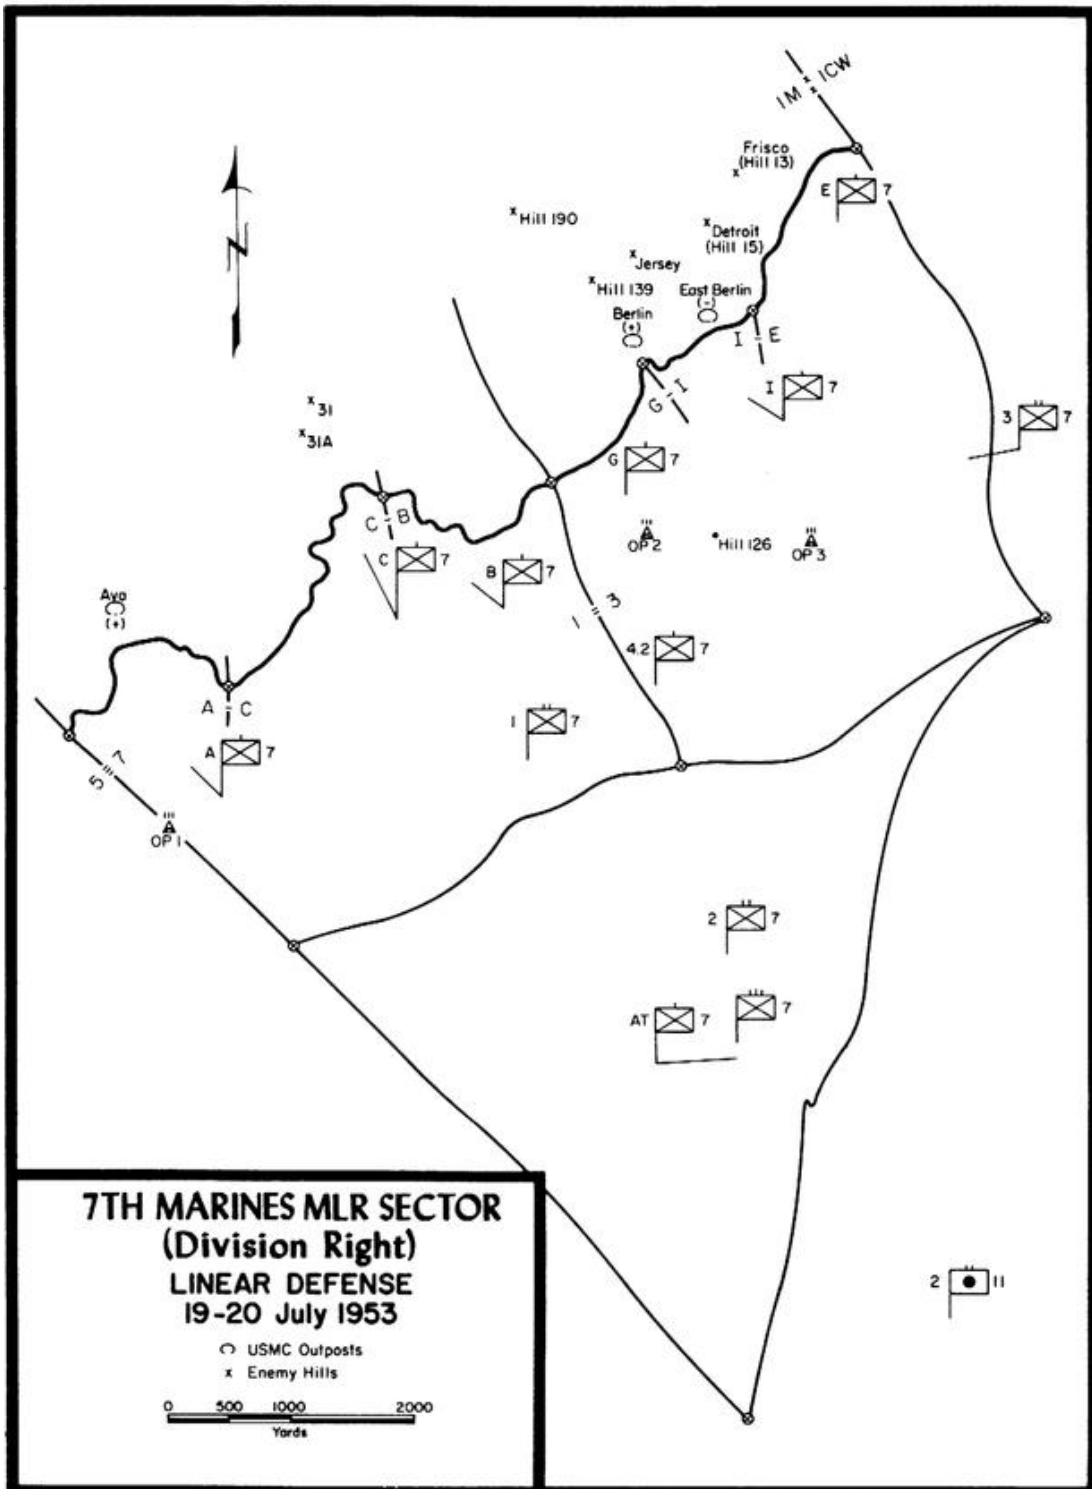 1M 1CW
Frisco
(Hill 13)
E 7
Hill 190
Detroit
(Hill 15)
Jersey
Hill 139
East Berlin
(-)
Berlin
(+)
N
I E
G I
I 7
31
31A
3 7
G 7
C B
OP 2
Hill 126
OP 3
C 7
B 7
Ava
(+)
1 3
4.2 7
A C
1 7
A 7
5 7
OP 1
2 7
7
AT 7
7TH MARINES MLR SECTOR
(Division Right)
LINEAR DEFENSE
19-20 July 1953
USMC Outposts
x Enemy Hills
0 500 1000 2000
Yards
2 11